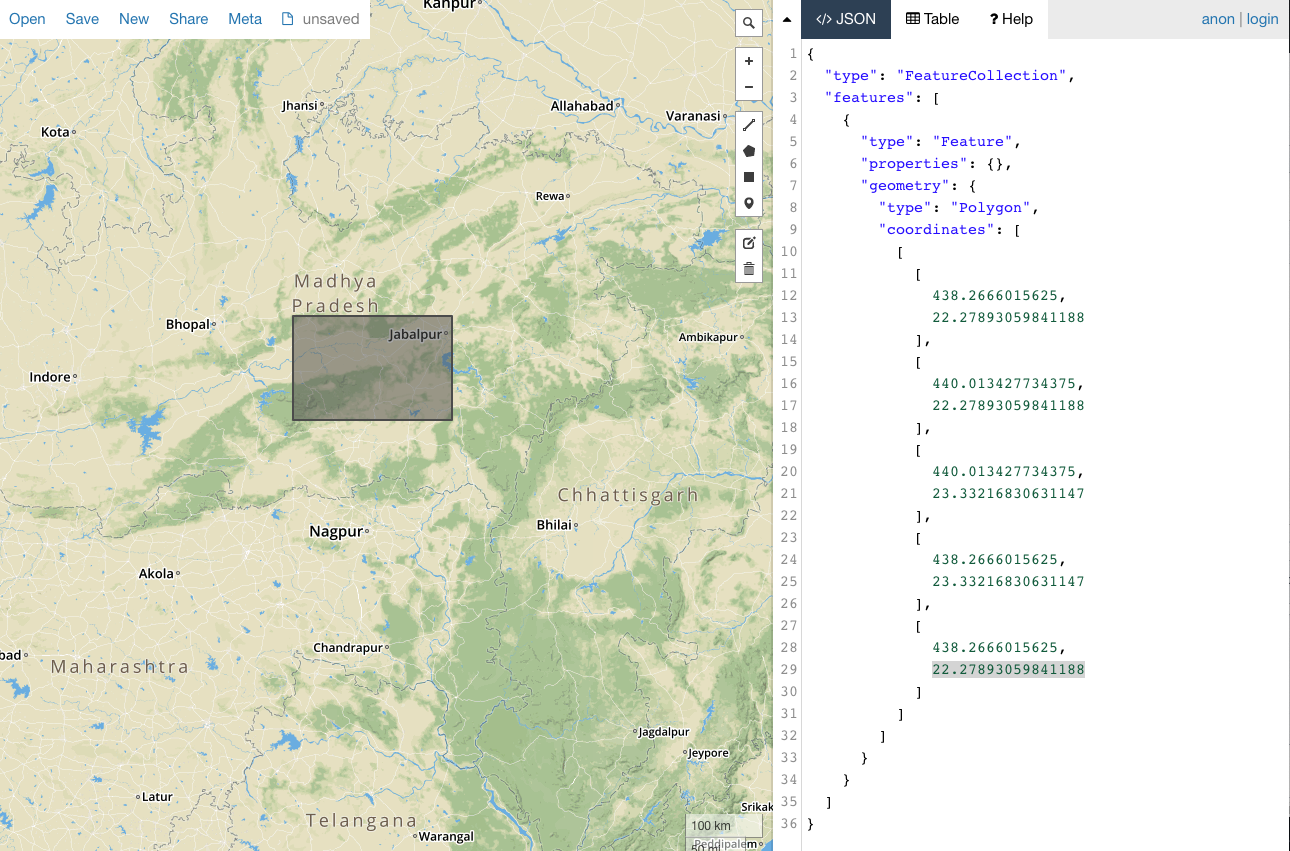 Open Save New Share Meta unsaved
Kanpur
Jhansi
Allahabad
Varanasi
Kota
Rewa
Madhya
Pradesh
Bhopal
Jabalpur
Ambikapur
Indore
Chhattisgarh
Nagpur
Bhilai
Akola
Chandrapur
bad
Maharashtra
Jagdalpur
Jeypore
Latur
Srikak
Telangana
100 km
Warangal
Peddipalem
50 mi
</> JSON Table ? Help anon | login
1 {
2 "type": "FeatureCollection",
3 "features": [
4 {
5 "type": "Feature",
6 "properties": {},
7 "geometry": {
8 "type": "Polygon",
9 "coordinates": [
10 [
11 [
12 438.2666015625,
13 22.27893059841188
14 ],
15 [
16 440.013427734375,
17 22.27893059841188
18 ],
19 [
20 440.013427734375,
21 23.33216830631147
22 ],
23 [
24 438.2666015625,
25 23.33216830631147
26 ],
27 [
28 438.2666015625,
29 22.27893059841188
30 ]
31 ]
32 ]
33 }
34 }
35 ]
36 }